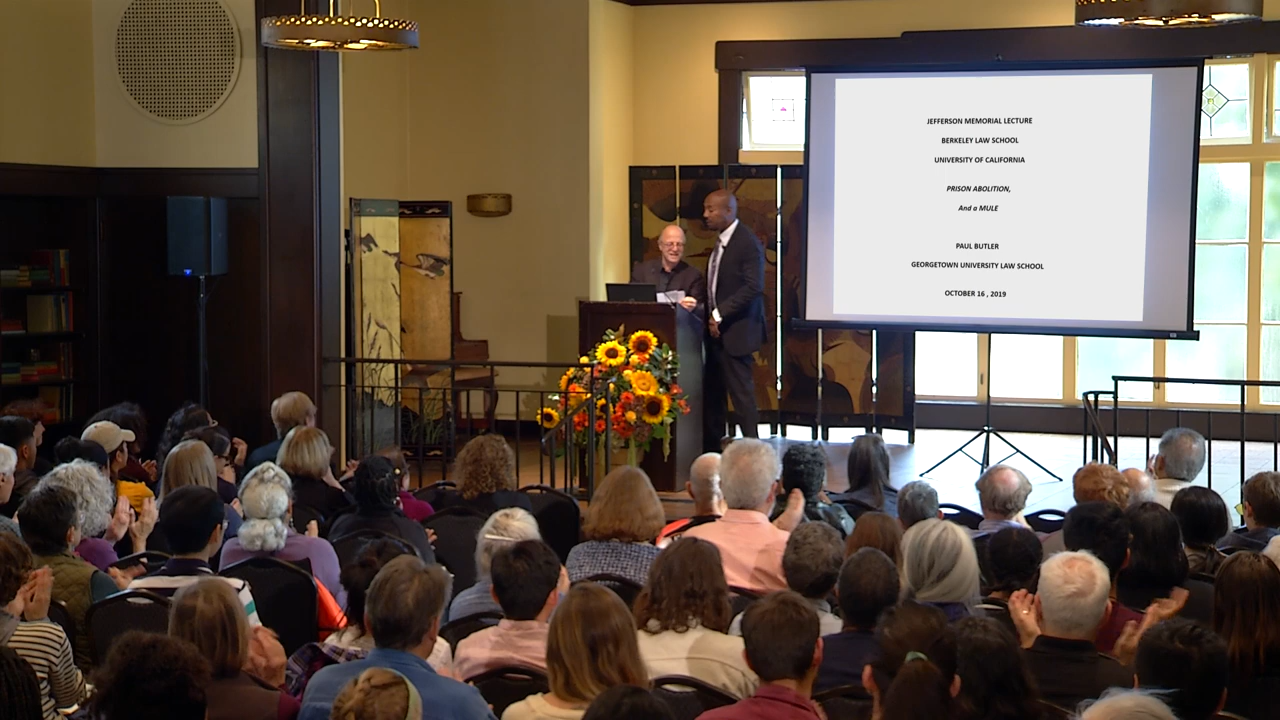 JEFFERSON MEMORIAL LECTURE
BERKELEY LAW SCHOOL
UNIVERSITY OF CALIFORNIA
PRISON ABOLITION,
And a MULE
PAUL BUTLER
GEORGETOWN UNIVERSITY LAW SCHOOL
OCTOBER 16 , 2019